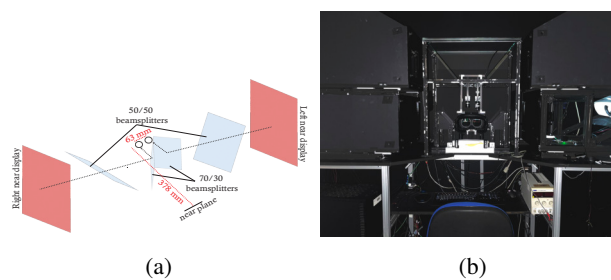 50/50
beamsplitters
63 mm
Left near display
Right near display
70/30
beamsplitters
378 mm
near plane
(a)
(b)